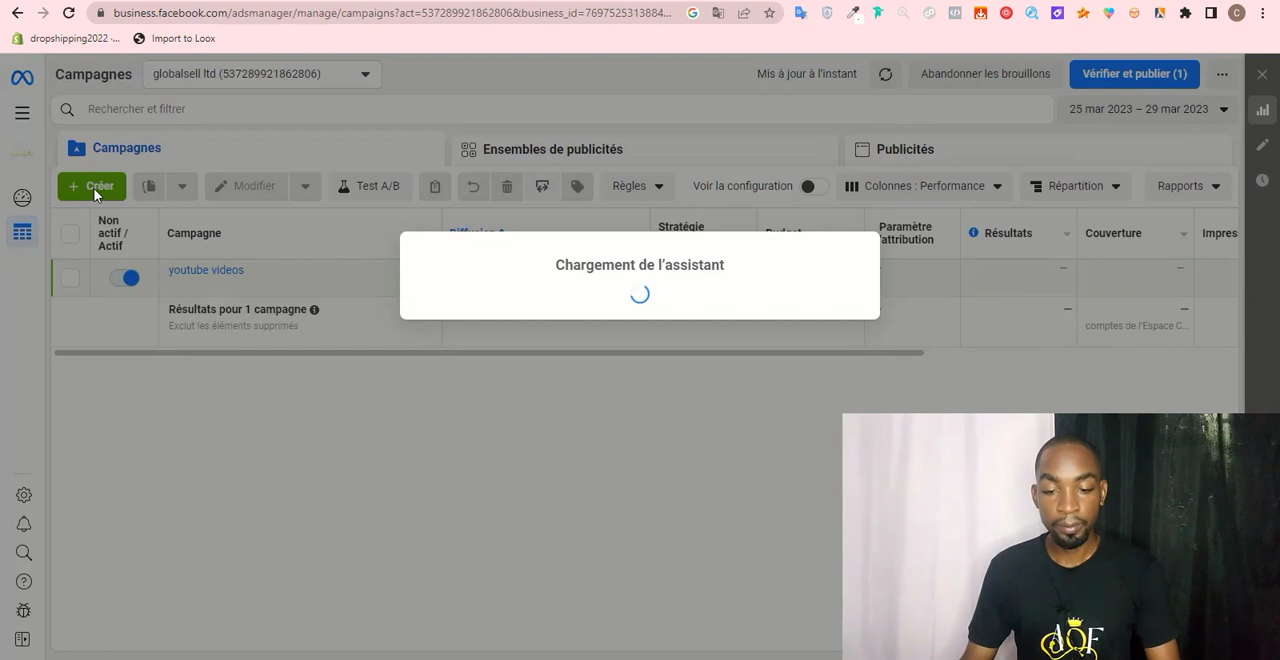 business.facebook.com/adsmanager/manage/campaigns?act=537289921862806&business_id=7697525313884...
dropshipping2022 -...
Import to Loox
Campagnes
globalsell ltd (537289921862806)
Mis à jour à l'instant
Abandonner les brouillons
Vérifier et publier (1)
Rechercher et filtrer
25 mar 2023 – 29 mar 2023
Campagnes
Ensembles de publicités
Publicités
+ Créer
Modifier
Test A/B
Règles
Voir la configuration
Colonnes : Performance
Répartition
Rapports
Non actif / Actif
Campagne
Stratégie
Résultats
Couverture
Impres
youtube videos
Résultats pour 1 campagne
Exclut les éléments supprimés
comptes de l'Espace C...
Chargement de l'assistant
AOF